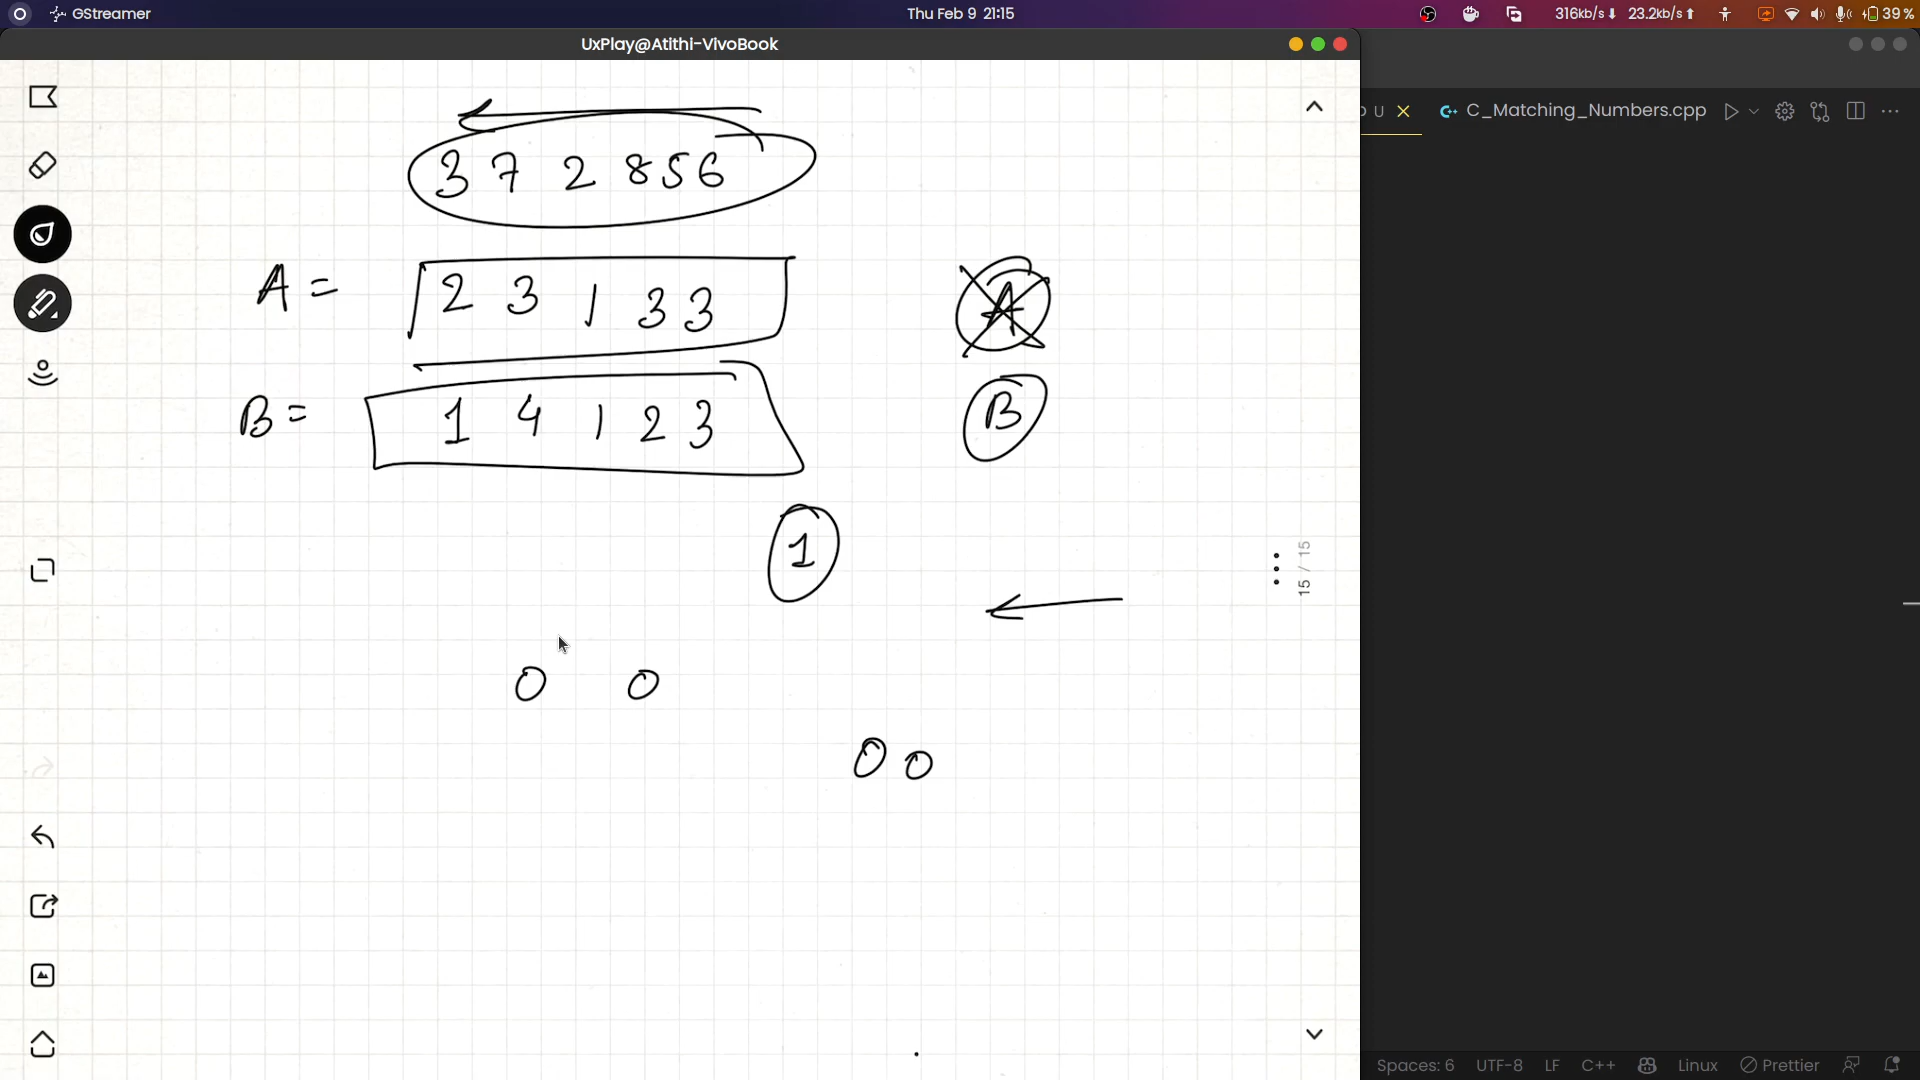 GStreamer
Thu Feb 9 21:15
316kb/s⬇ 23.2kb/s⬆
39 %
UxPlay@Atithi-VivoBook
U
C_Matching_Numbers.cpp
3 7 2 8 5 6
A = 2 3 1 3 3
A
B = 1 4 1 2 3
B
1
15 / 15
0 0
0 0
Spaces: 6 UTF-8 LF C++ Linux Prettier